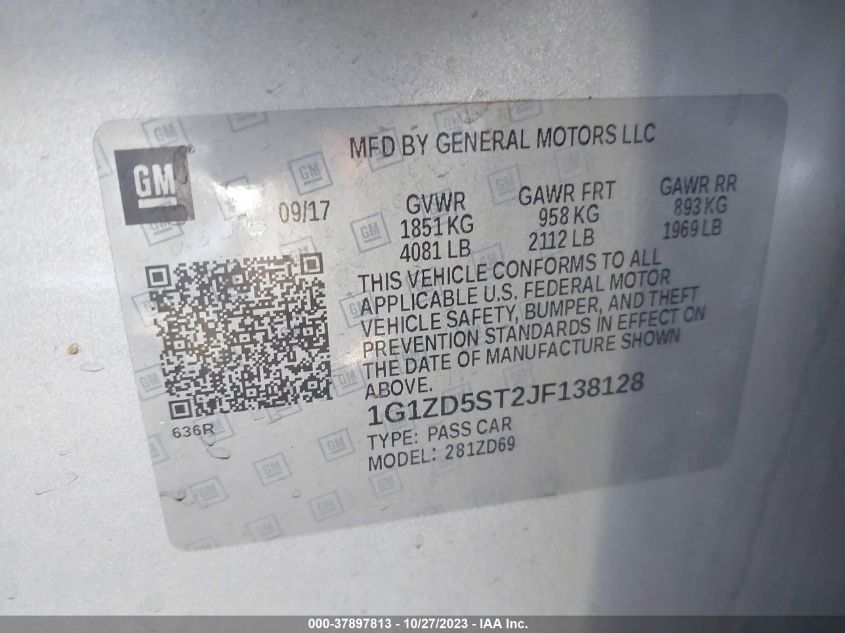 MFD BY GENERAL MOTORS LLC
GM®
09/17
GVWR GAWR FRT GAWR RR
1851 KG 958 KG 893 KG
4081 LB 2112 LB 1969 LB
THIS VEHICLE CONFORMS TO ALL
APPLICABLE U.S. FEDERAL MOTOR
VEHICLE SAFETY, BUMPER, AND THEFT
PREVENTION STANDARDS IN EFFECT ON
THE DATE OF MANUFACTURE SHOWN
ABOVE.
1G1ZD5ST2JF138128
636R
TYPE: PASS CAR
MODEL: 281ZD69
000-37897813 - 10/27/2023 - IAA Inc.